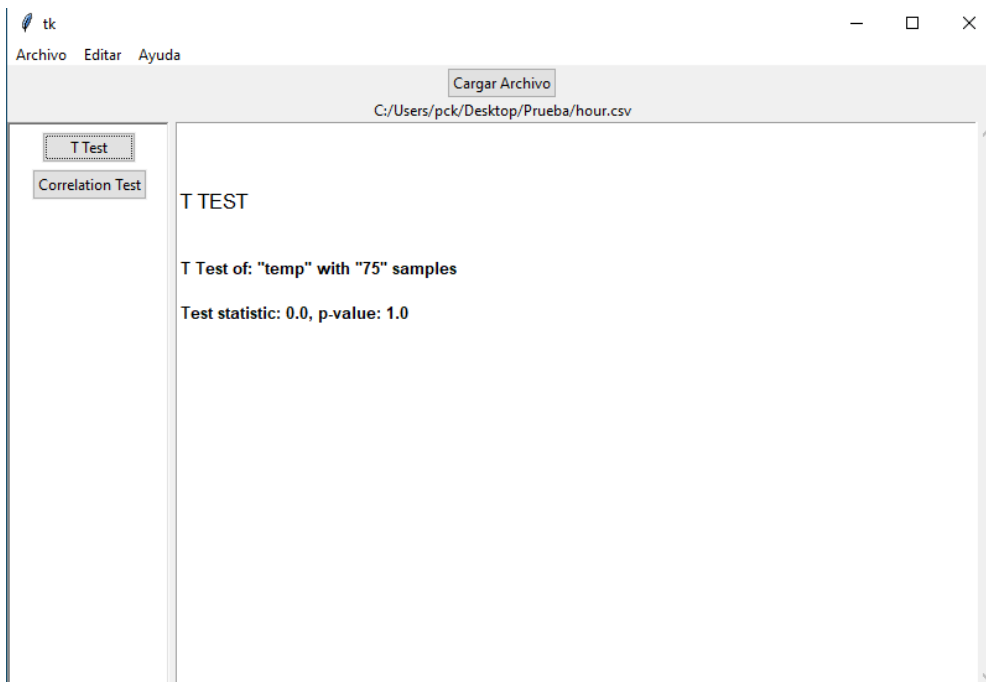 tk
Archivo Editar Ayuda
Cargar Archivo
C:/Users/pck/Desktop/Prueba/hour.csv
T Test
Correlation Test
T TEST
T Test of: "temp" with "75" samples
Test statistic: 0.0, p-value: 1.0